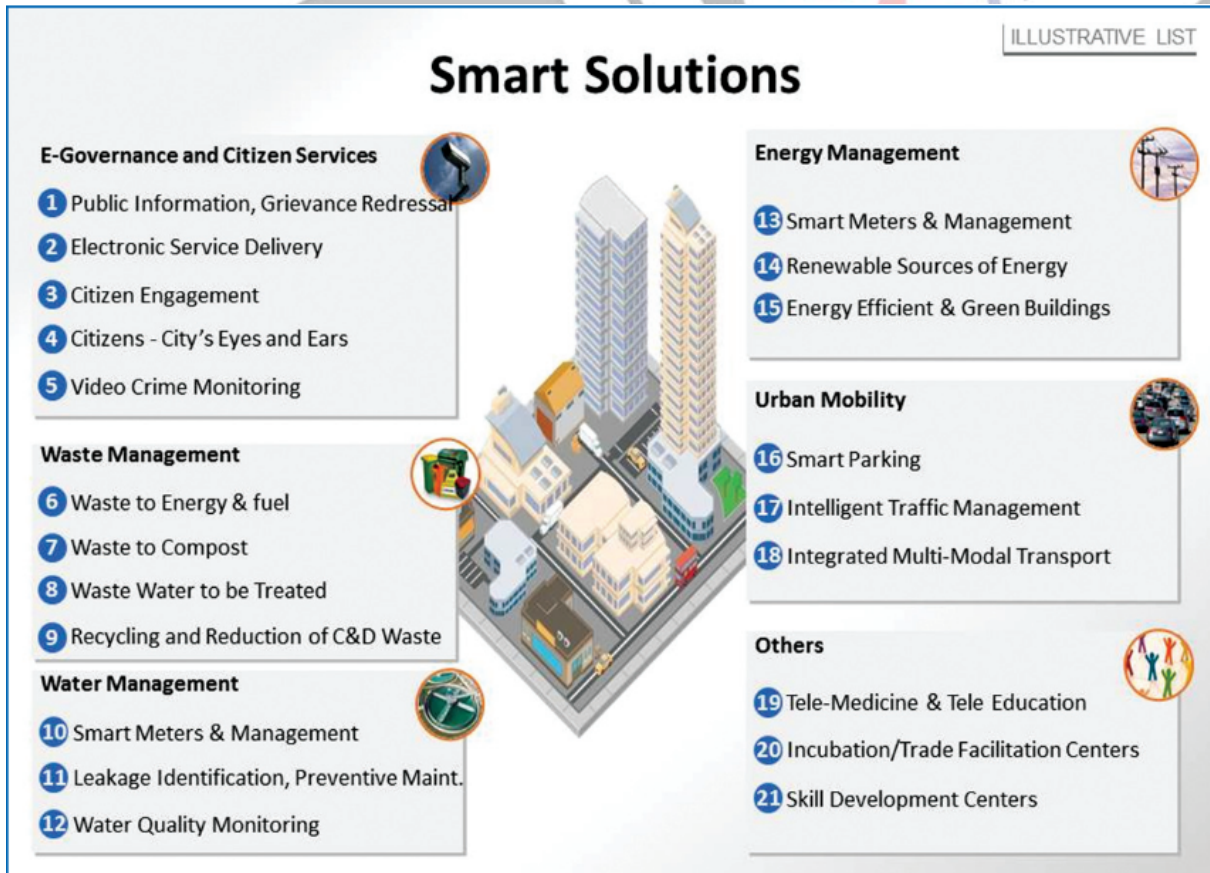 ILLUSTRATIVE LIST
Smart Solutions
E-Governance and Citizen Services
1 Public Information, Grievance Redressal
2 Electronic Service Delivery
3 Citizen Engagement
4 Citizens - City's Eyes and Ears
5 Video Crime Monitoring
Waste Management
6 Waste to Energy & fuel
7 Waste to Compost
8 Waste Water to be Treated
9 Recycling and Reduction of C&D Waste
Water Management
10 Smart Meters & Management
11 Leakage Identification, Preventive Maint.
12 Water Quality Monitoring
Energy Management
13 Smart Meters & Management
14 Renewable Sources of Energy
15 Energy Efficient & Green Buildings
Urban Mobility
16 Smart Parking
17 Intelligent Traffic Management
18 Integrated Multi-Modal Transport
Others
19 Tele-Medicine & Tele Education
20 Incubation/Trade Facilitation Centers
21 Skill Development Centers